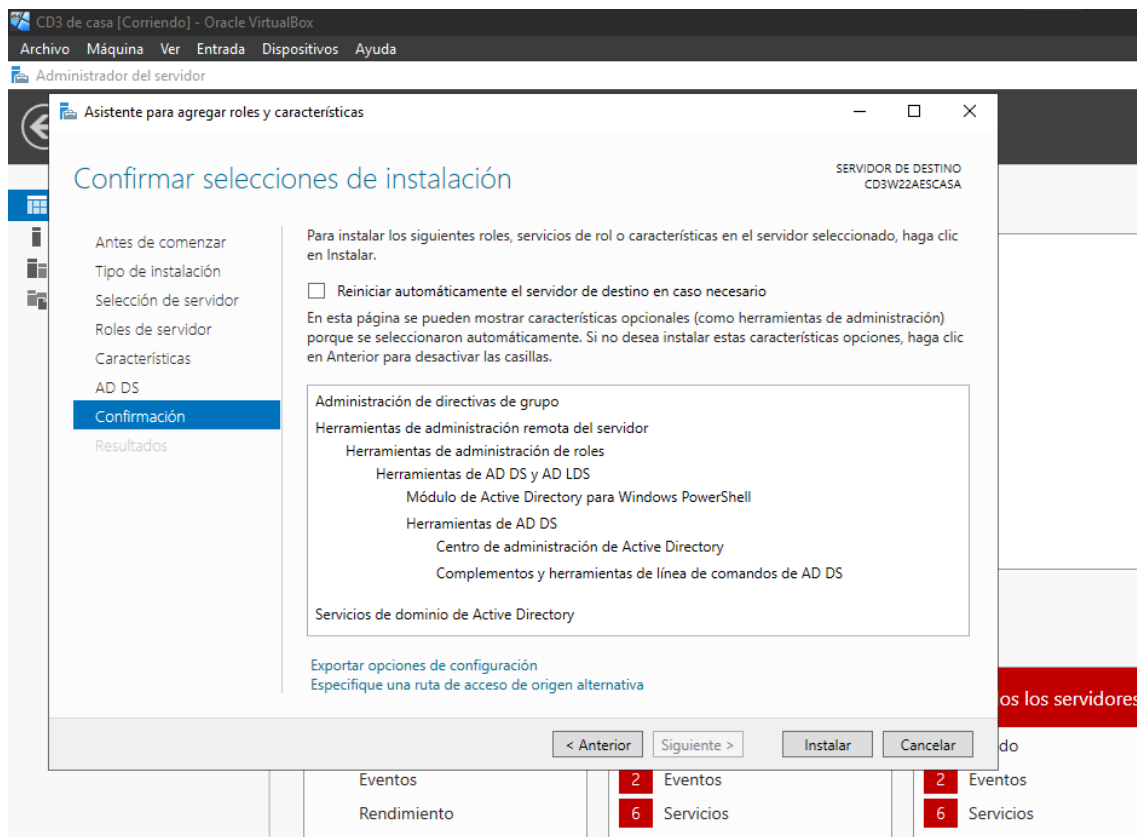 CD3 de casa [Corriendo] - Oracle VirtualBox
Archivo Máquina Ver Entrada Dispositivos Ayuda
Administrador del servidor
Asistente para agregar roles y características
Confirmar selecciones de instalación
SERVIDOR DE DESTINO
CD3W22AESCASA
Antes de comenzar
Tipo de instalación
Selección de servidor
Roles de servidor
Características
AD DS
Confirmación
Resultados
Para instalar los siguientes roles, servicios de rol o características en el servidor seleccionado, haga clic
en Instalar.
Reiniciar automáticamente el servidor de destino en caso necesario
En esta página se pueden mostrar características opcionales (como herramientas de administración)
porque se seleccionaron automáticamente. Si no desea instalar estas características opciones, haga clic
en Anterior para desactivar las casillas.
Administración de directivas de grupo
Herramientas de administración remota del servidor
Herramientas de administración de roles
Herramientas de AD DS y AD LDS
Módulo de Active Directory para Windows PowerShell
Herramientas de AD DS
Centro de administración de Active Directory
Complementos y herramientas de línea de comandos de AD DS
Servicios de dominio de Active Directory
Exportar opciones de configuración
Especifique una ruta de acceso de origen alternativa
< Anterior Siguiente > Instalar Cancelar
os los servidores
do
Eventos 2 Eventos 2 Eventos
Rendimiento 6 Servicios 6 Servicios